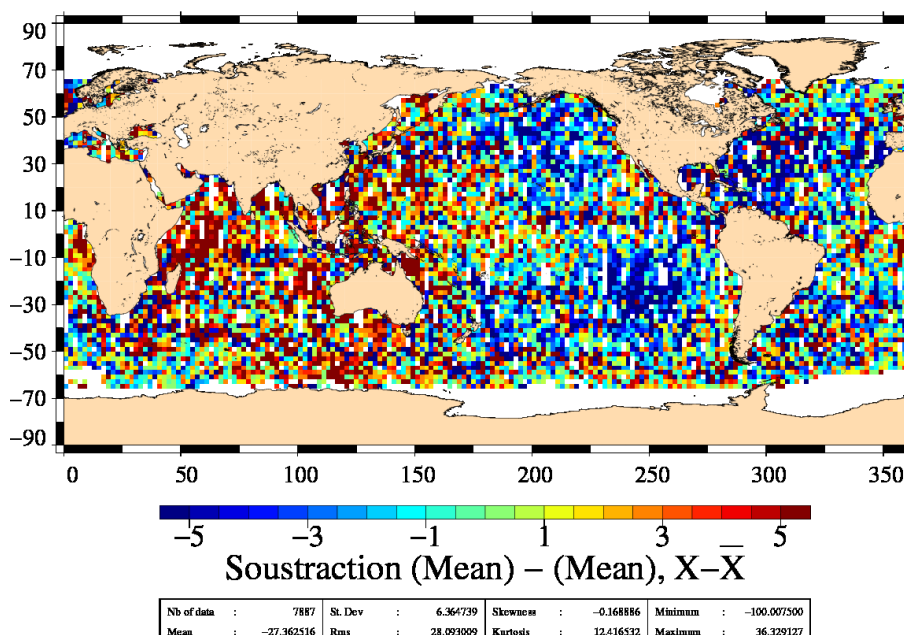 90
70
50
30
10
−10
−30
−50
−70
−90
0 50 100 150 200 250 300 350
−5 −3 −1 1 3 5
Soustraction (Mean) − (Mean), X−X̅
Nb of data : 7887 St. Dev : 6.364739 Skewness : −0.168886 Minimum : −100.007500
Mean : −27.362516 Rms : 28.093009 Kurtosis : 12.416532 Maximum : 36.329127